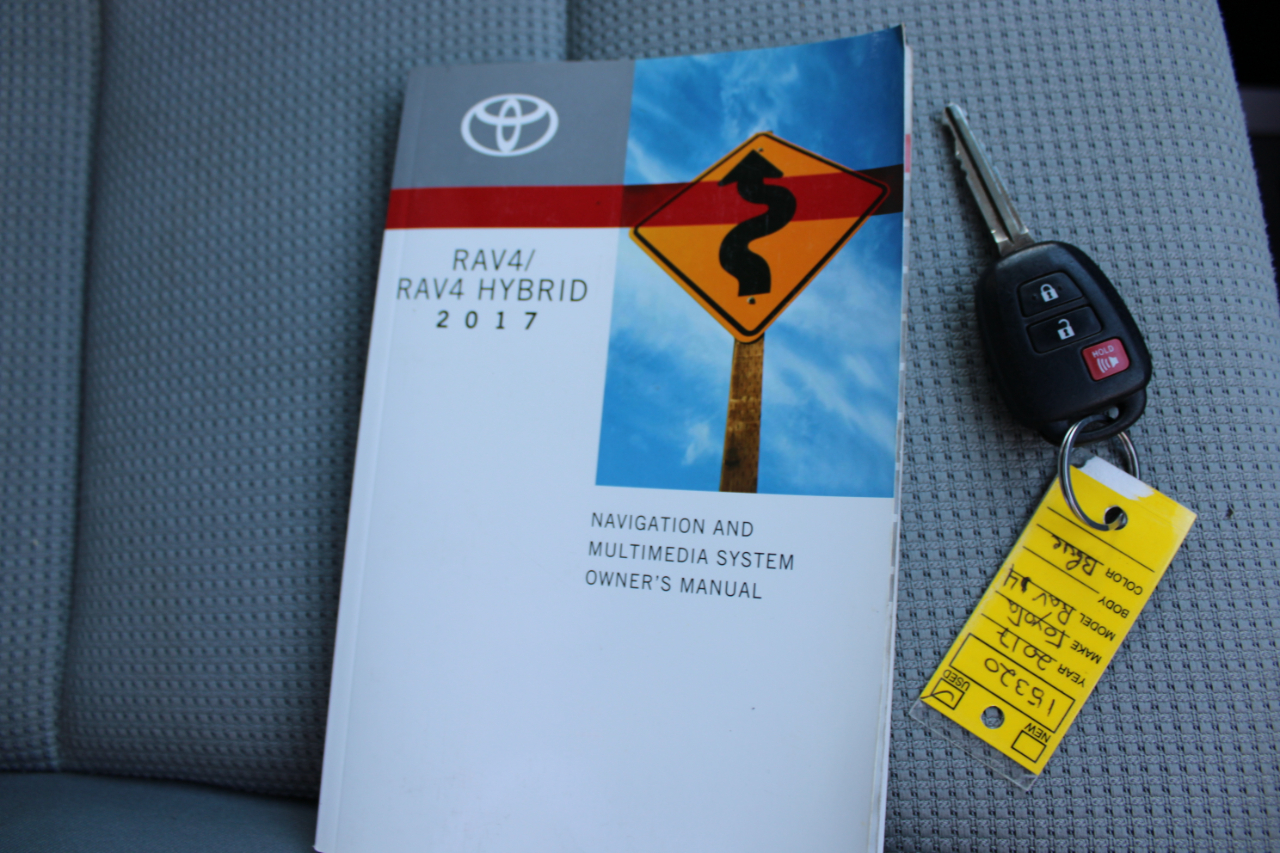 RAV4/
RAV4 HYBRID
2017
NAVIGATION AND
MULTIMEDIA SYSTEM
OWNER'S MANUAL
HOLD
NEW USED
15320
YEAR 2017
MAKE Toyota
MODEL RAV 4
BODY
COLOR Blue